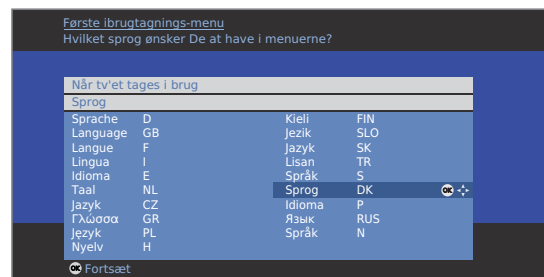 Første ibrugtagnings-menu
Hvilket sprog ønsker De at have i menuerne?
Når tv'et tages i brug
Sprog
Sprache D Kieli FIN
Language GB Jezik SLO
Langue F Jazyk SK
Lingua I Lisan TR
Idioma E Språk S
Taal NL Sprog DK OK
Jazyk CZ Idioma P
Γλώσσα GR Язык RUS
Język PL Språk N
Nyelv H
OK Fortsæt